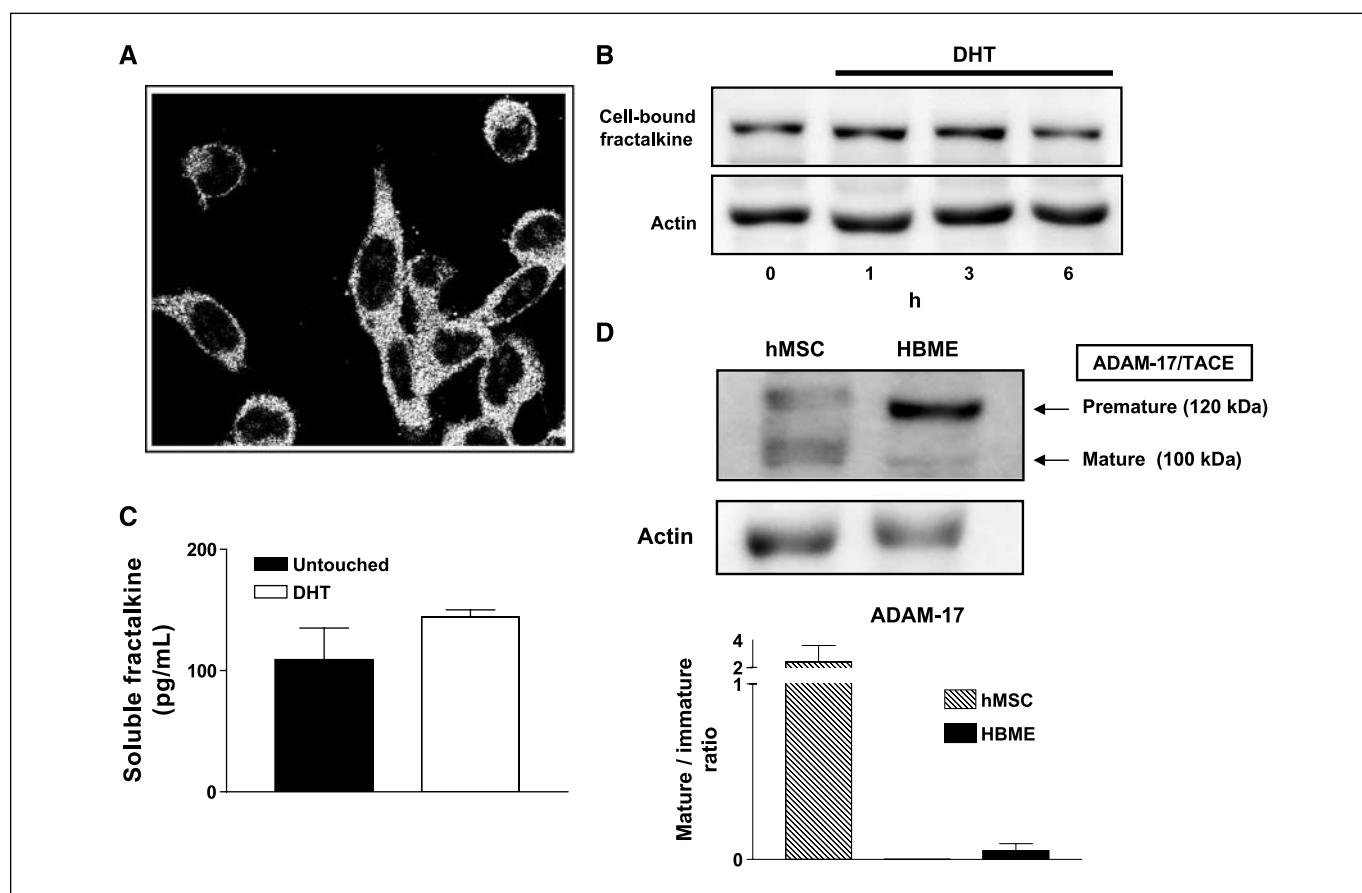 A
B
DHT
Cell-bound
fractalkine
Actin
0 1 3 6
h
C
200
100
0
Soluble fractalkine
(pg/mL)
Untouched
DHT
D
hMSC HBME
ADAM-17/TACE
Premature (120 kDa)
Mature (100 kDa)
Actin
ADAM-17
4
2
1
0
Mature / immature
ratio
hMSC
HBME